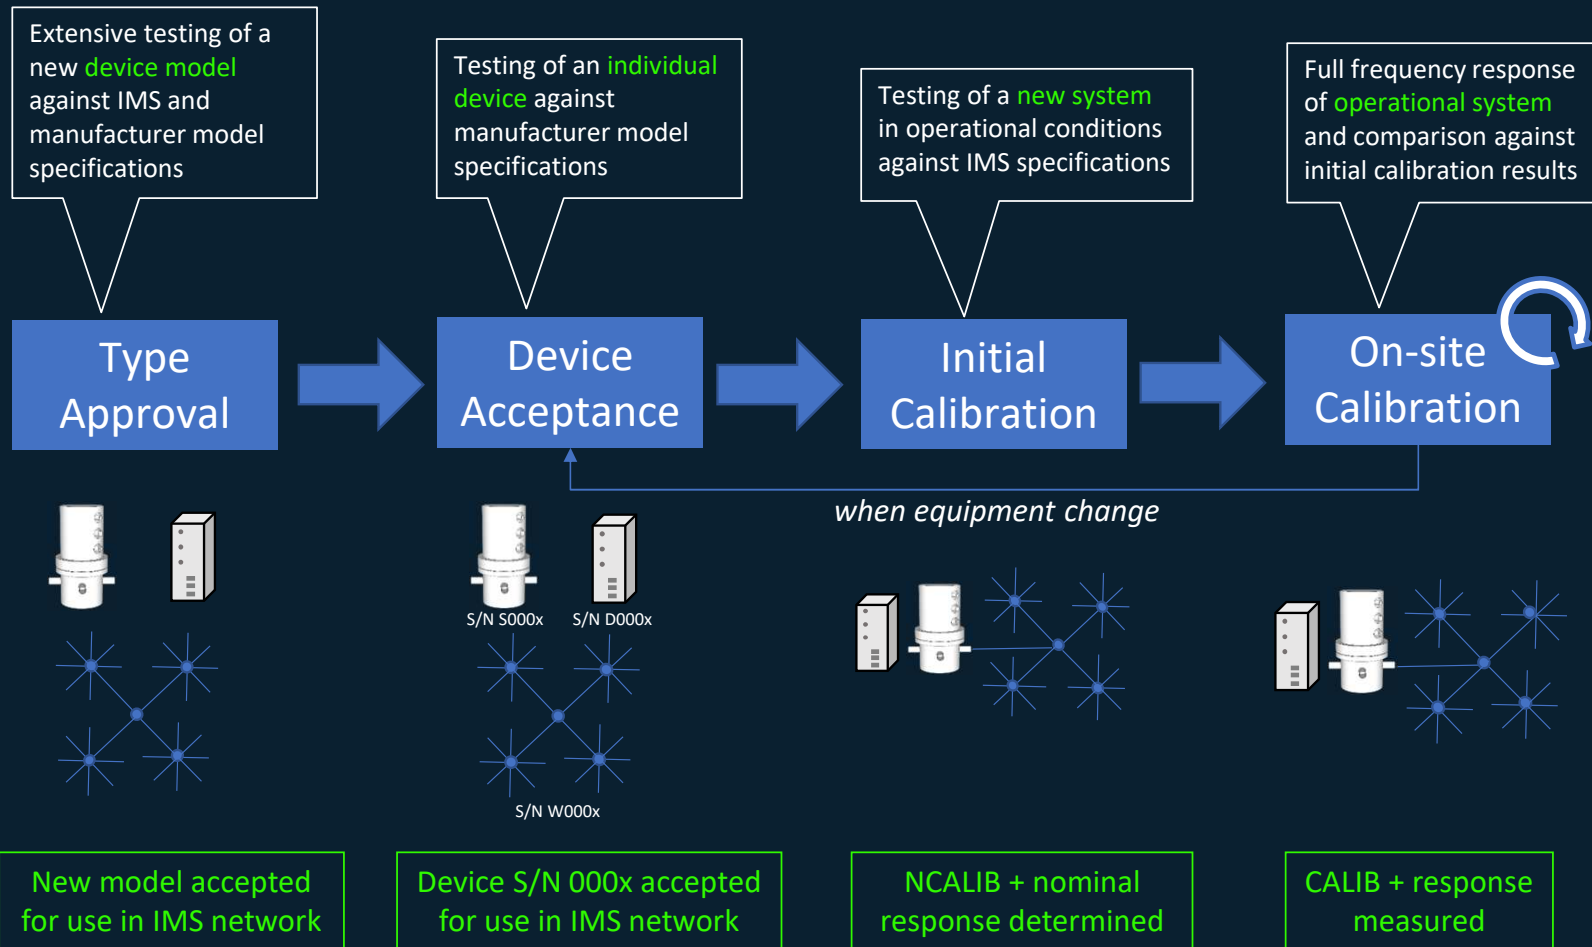 Extensive testing of a
new device model
against IMS and
manufacturer model
specifications
Testing of an individual
device against
manufacturer model
specifications
Testing of a new system
in operational conditions
against IMS specifications
Full frequency response
of operational system
and comparison against
initial calibration results
Type
Approval
Device
Acceptance
Initial
Calibration
On-site
Calibration
when equipment change
S/N S000x
S/N D000x
S/N W000x
New model accepted
for use in IMS network
Device S/N 000x accepted
for use in IMS network
NCALIB + nominal
response determined
CALIB + response
measured